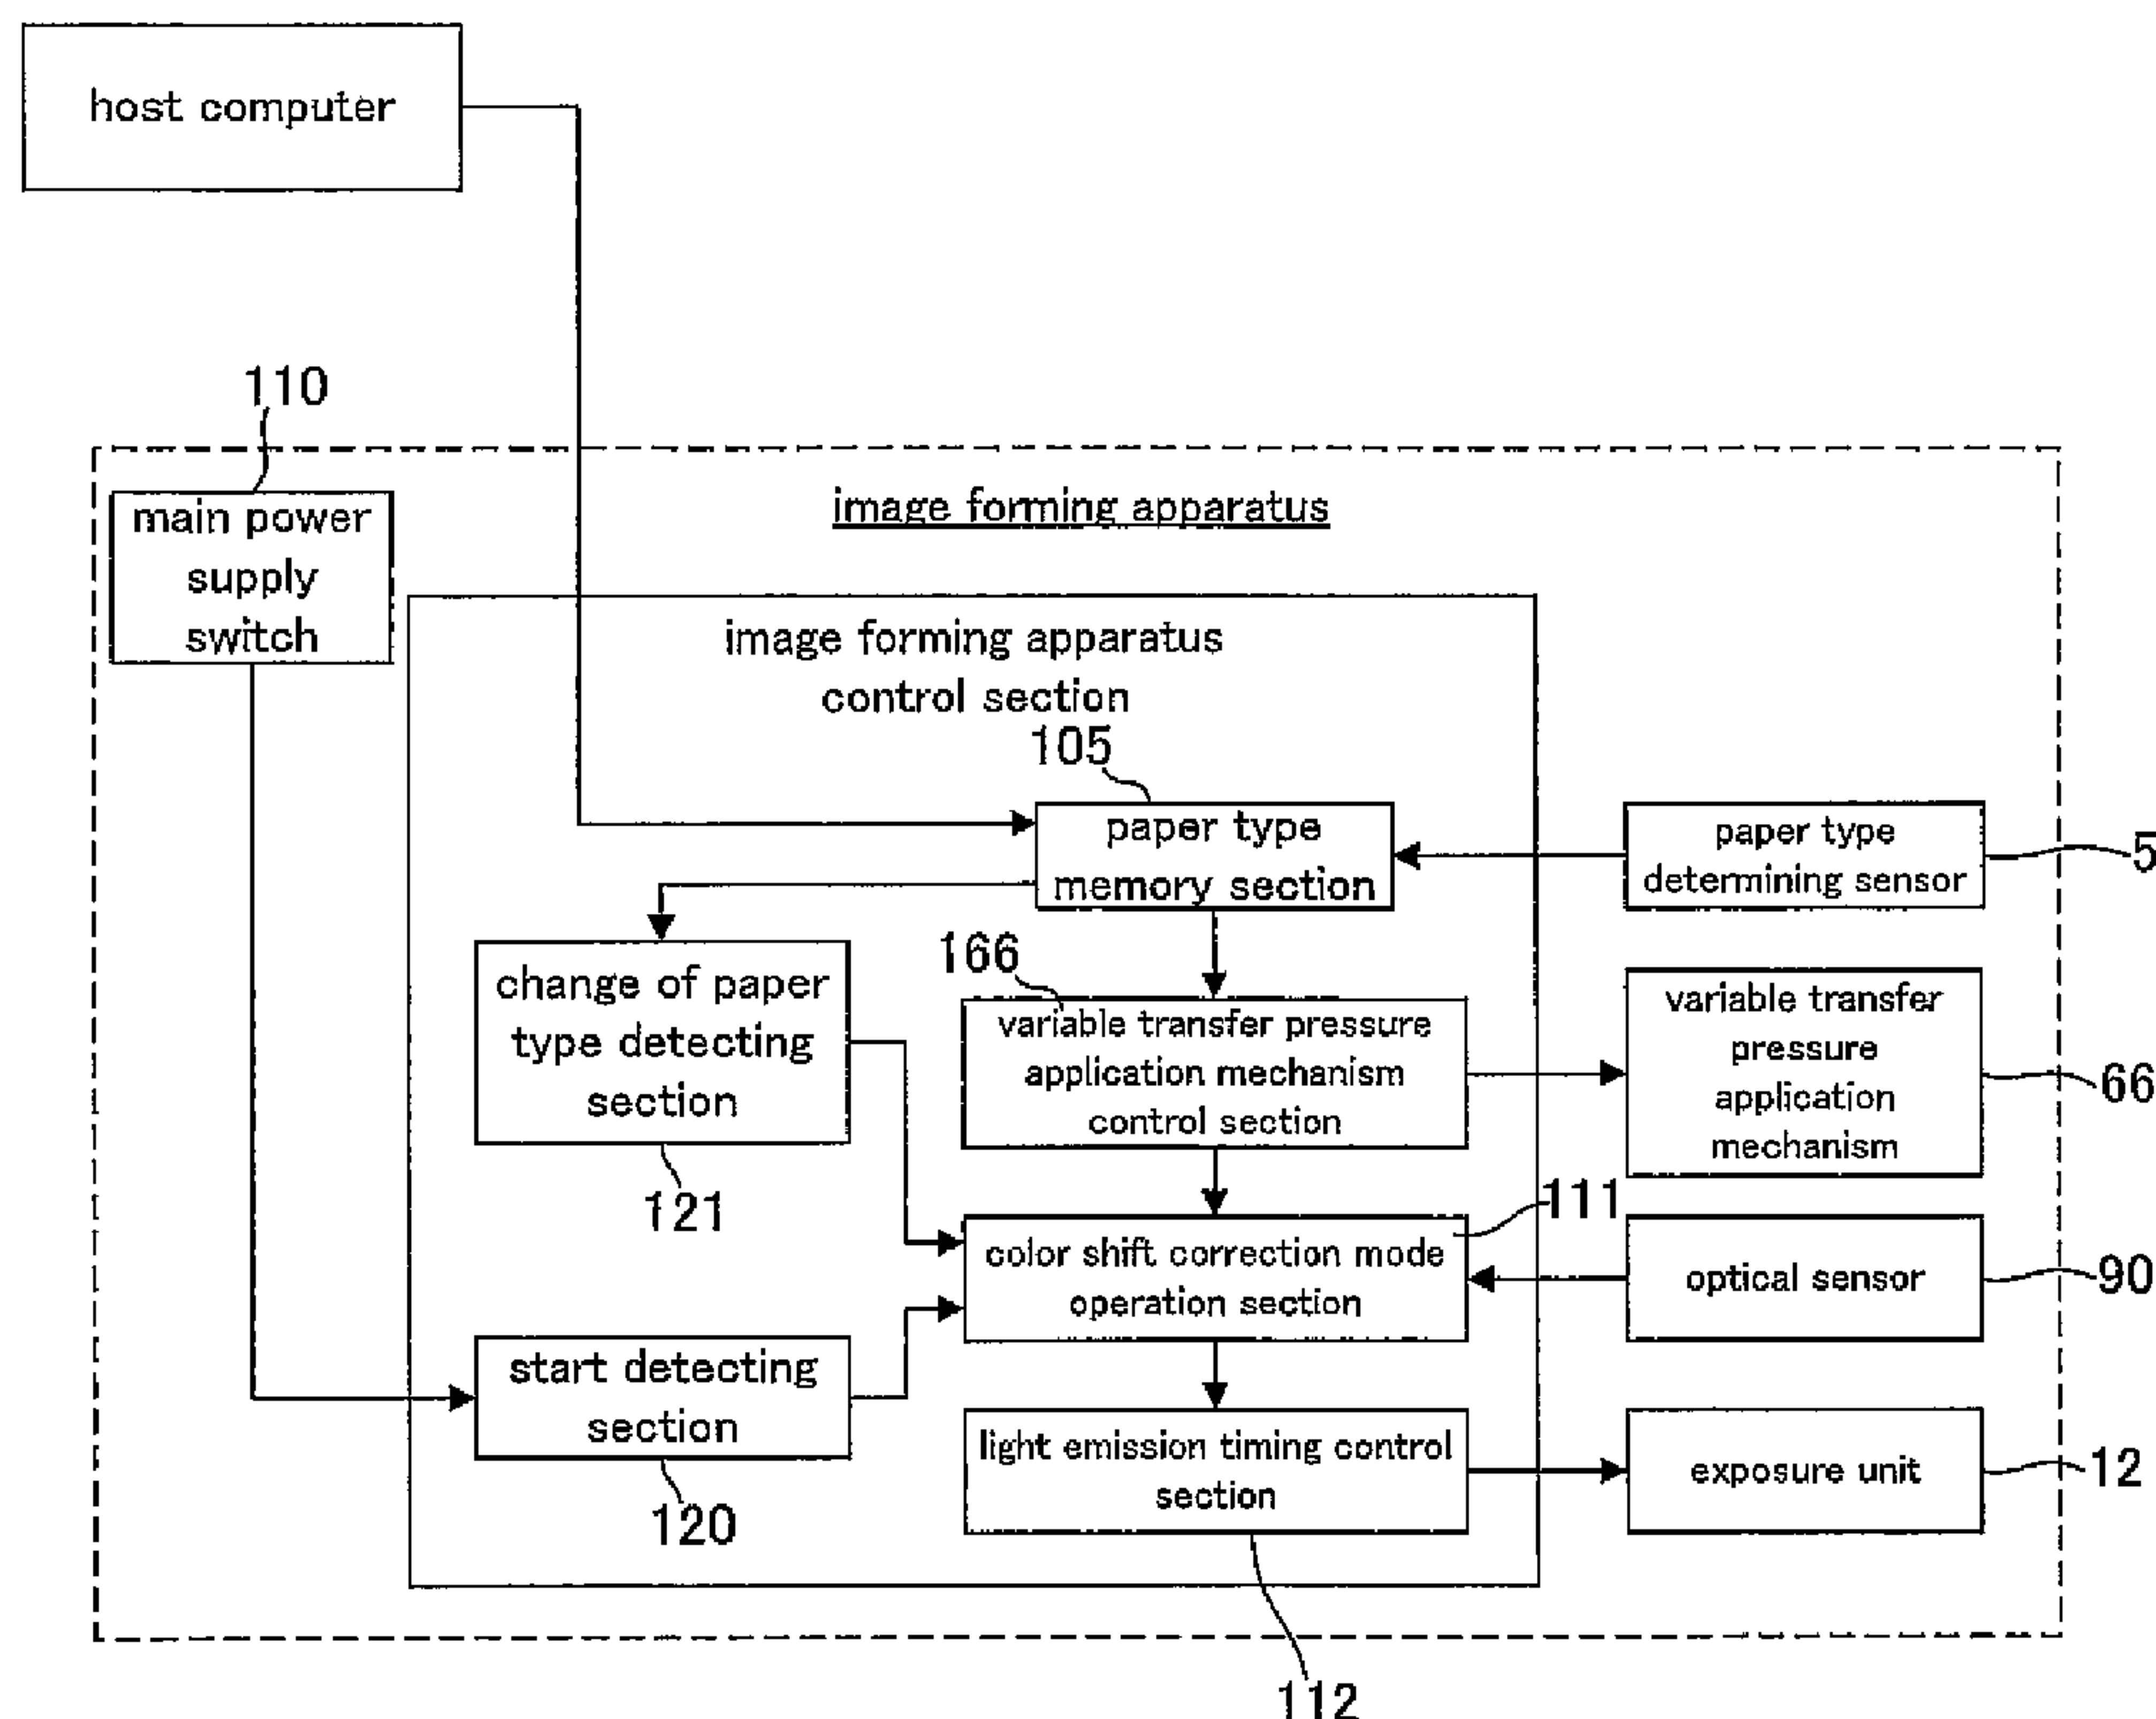 host computer
110
main power
supply
switch
image forming apparatus
image forming apparatus
control section
105
paper type
memory section
paper type
determining sensor
5
change of paper
type detecting
section
121
166
variable transfer pressure
application mechanism
control section
variable transfer
pressure
application
mechanism
66
111
color shift correction mode
operation section
optical sensor
90
start detecting
section
120
light emission timing control
section
112
exposure unit
12